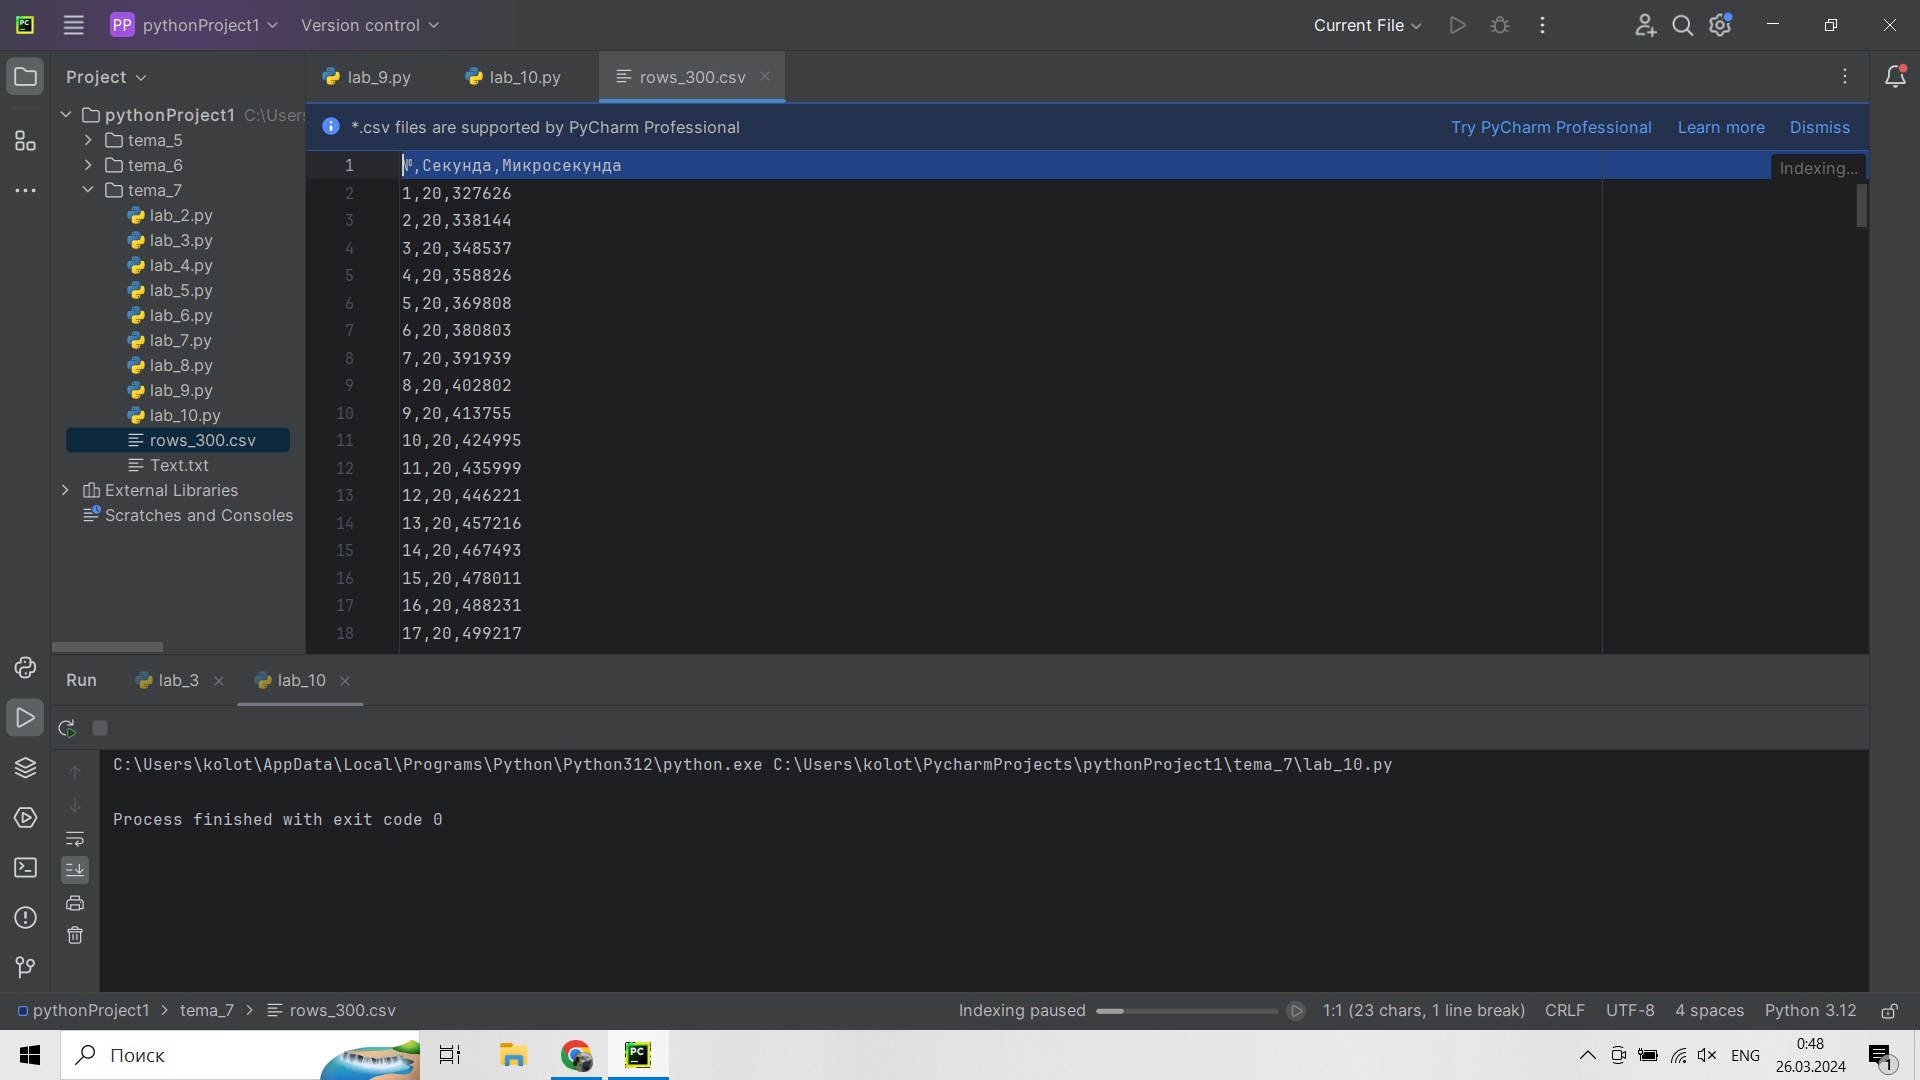 PC
PP pythonProject1 Version control
Current File
Project
lab_9.py
lab_10.py
rows_300.csv
pythonProject1 C:\Users
*.csv files are supported by PyCharm Professional
Try PyCharm Professional Learn more Dismiss
tema_5
tema_6
tema_7
lab_2.py
lab_3.py
lab_4.py
lab_5.py
lab_6.py
lab_7.py
lab_8.py
lab_9.py
lab_10.py
rows_300.csv
Text.txt
External Libraries
Scratches and Consoles
Indexing...
1 №,Секунда,Микросекунда
2 1,20,327626
3 2,20,338144
4 3,20,348537
5 4,20,358826
6 5,20,369808
7 6,20,380803
8 7,20,391939
9 8,20,402802
10 9,20,413755
11 10,20,424995
12 11,20,435999
13 12,20,446221
14 13,20,457216
15 14,20,467493
16 15,20,478011
17 16,20,488231
18 17,20,499217
Run lab_3 lab_10
C:\Users\kolot\AppData\Local\Programs\Python\Python312\python.exe C:\Users\kolot\PycharmProjects\pythonProject1\tema_7\lab_10.py
Process finished with exit code 0
pythonProject1 > tema_7 > rows_300.csv
Indexing paused
1:1 (23 chars, 1 line break) CRLF UTF-8 4 spaces Python 3.12
Поиск
PC
ENG
0:48
26.03.2024
1